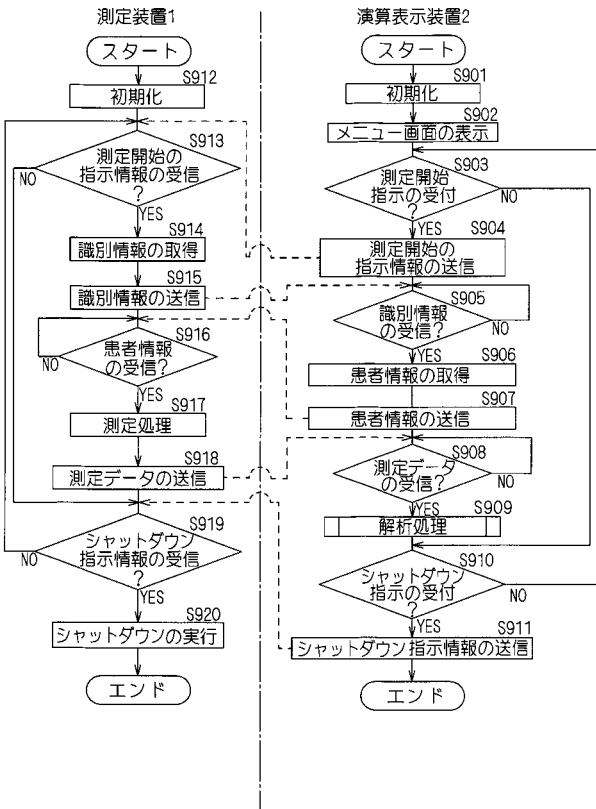 測定装置1
スタート
S912
初期化
S913
測定開始の
指示情報の受信
?
NO
YES
S914
識別情報の取得
S915
識別情報の送信
S916
患者情報
の受信?
NO
YES
S917
測定処理
S918
測定データの送信
S919
シャットダウン
指示情報の受信
?
NO
YES
S920
シャットダウンの実行
エンド
演算表示装置2
スタート
S901
初期化
S902
メニュー画面の表示
S903
測定開始
指示の受付
?
NO
YES
S904
測定開始の
指示情報の送信
S905
識別情報
の受信?
NO
YES
S906
患者情報の取得
S907
患者情報の送信
S908
測定データ
の受信?
NO
YES
S909
解析処理
S910
シャットダウン
指示の受付
?
NO
YES
S911
シャットダウン指示情報の送信
エンド